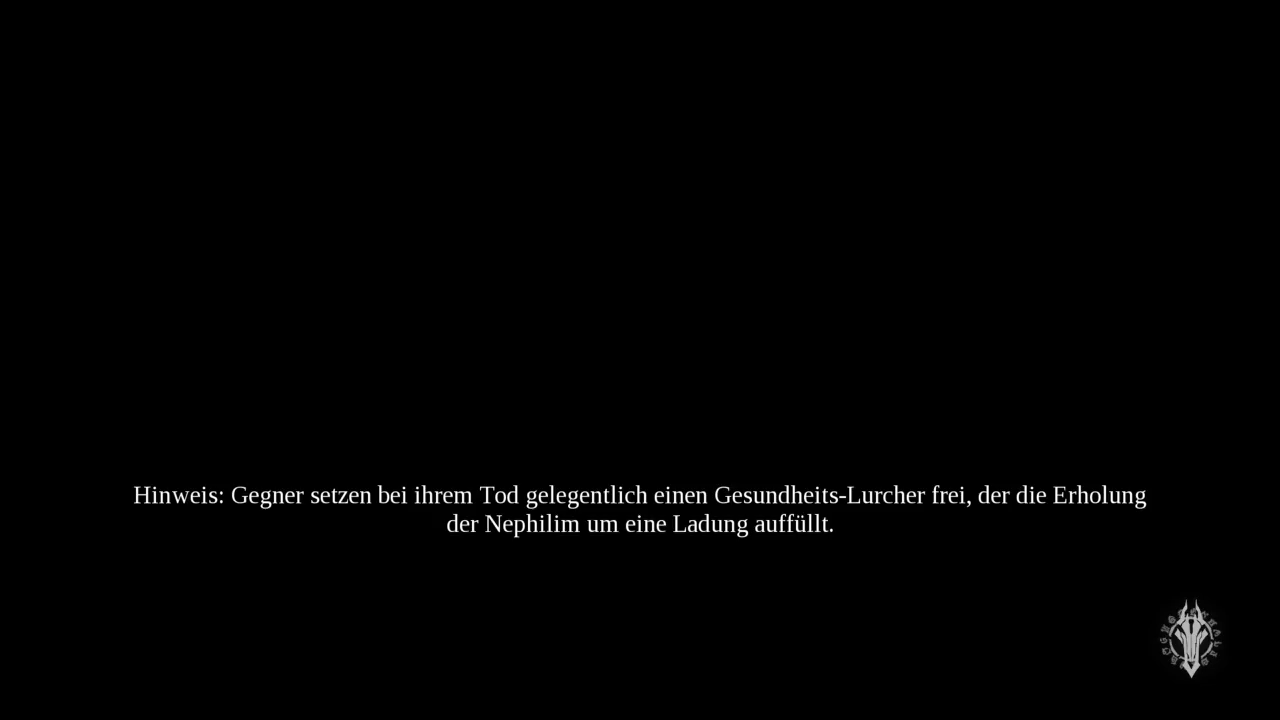 Hinweis: Gegner setzen bei ihrem Tod gelegentlich einen Gesundheits-Lurcher frei, der die Erholung
der Nephilim um eine Ladung auffüllt.